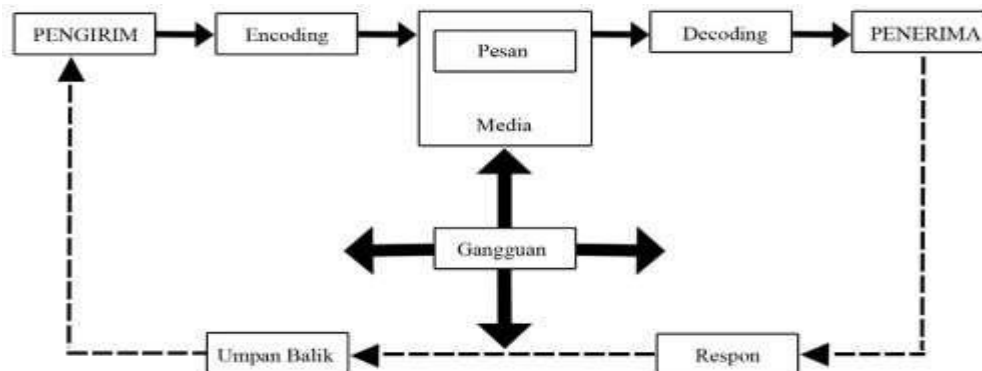 PENGIRIM
Encoding
Pesan
Media
Decoding
PENERIMA
Gangguan
Umpan Balik
Respon